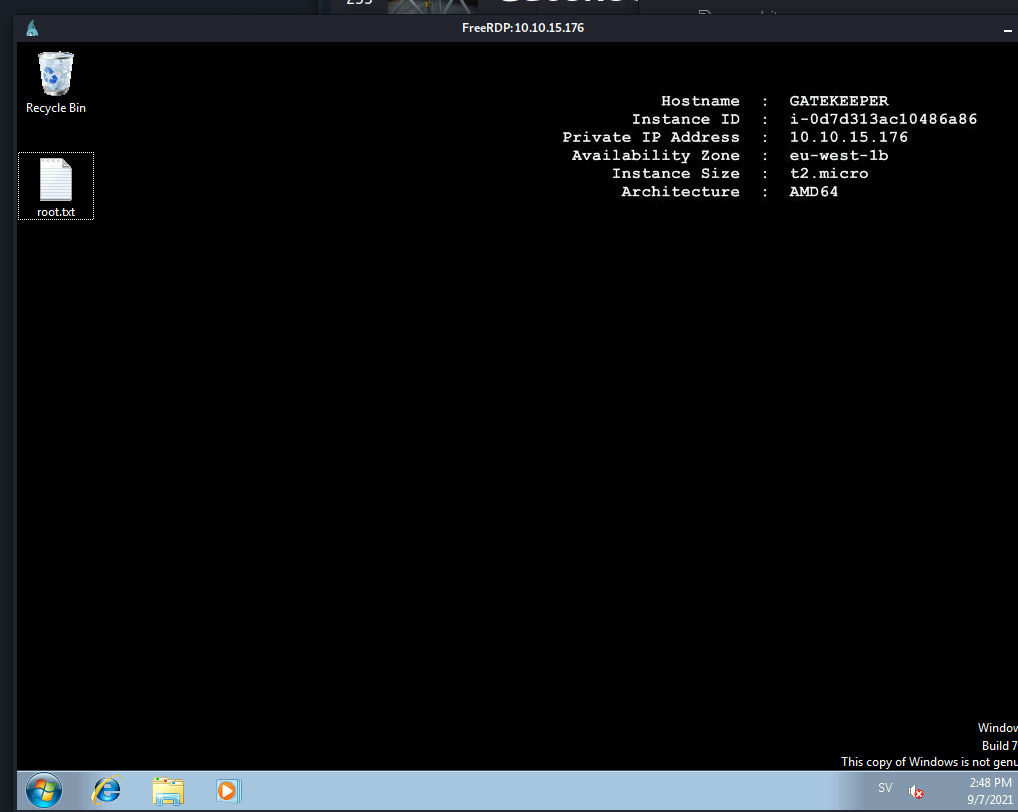 FreeRDP: 10.10.15.176
Recycle Bin
root.txt
Hostname : GATEKEEPER
Instance ID : i-0d7d313ac10486a86
Private IP Address : 10.10.15.176
Availability Zone : eu-west-1b
Instance Size : t2.micro
Architecture : AMD64
Window
Build 7
This copy of Windows is not genu
SV
2:48 PM
9/7/2021